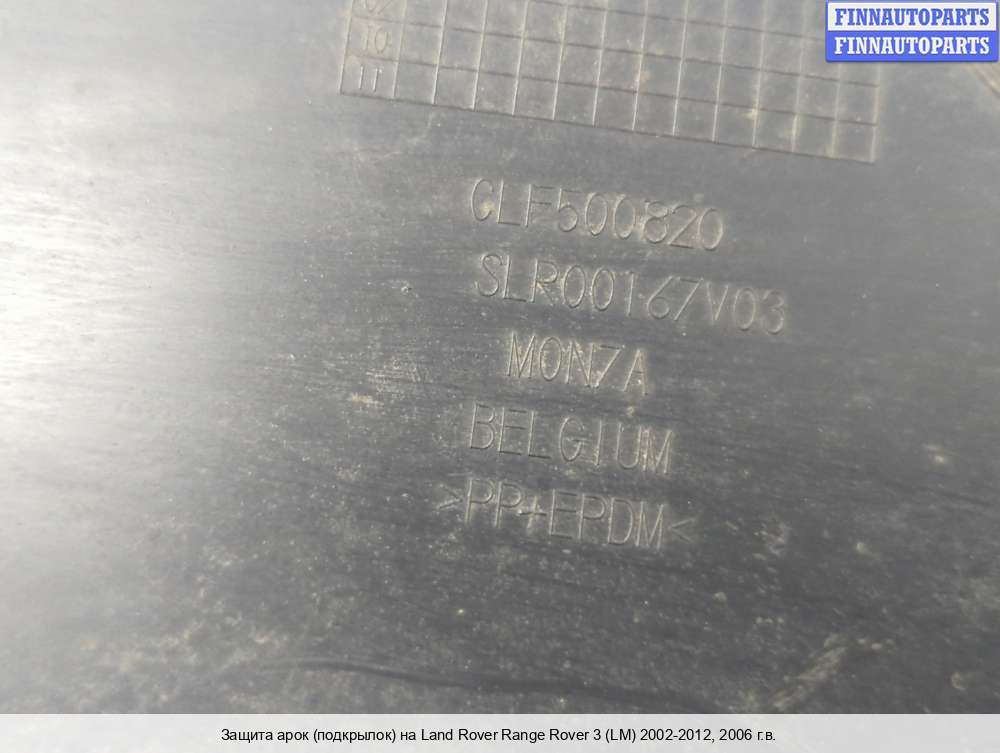 FINNAUTOPARTS
FINNAUTOPARTS
10
11
CLF500820
SLR00167V03
MONZA
BELGIUM
>PP+EPDM<
Защита арок (подкрылок) на Land Rover Range Rover 3 (LM) 2002-2012, 2006 г.в.